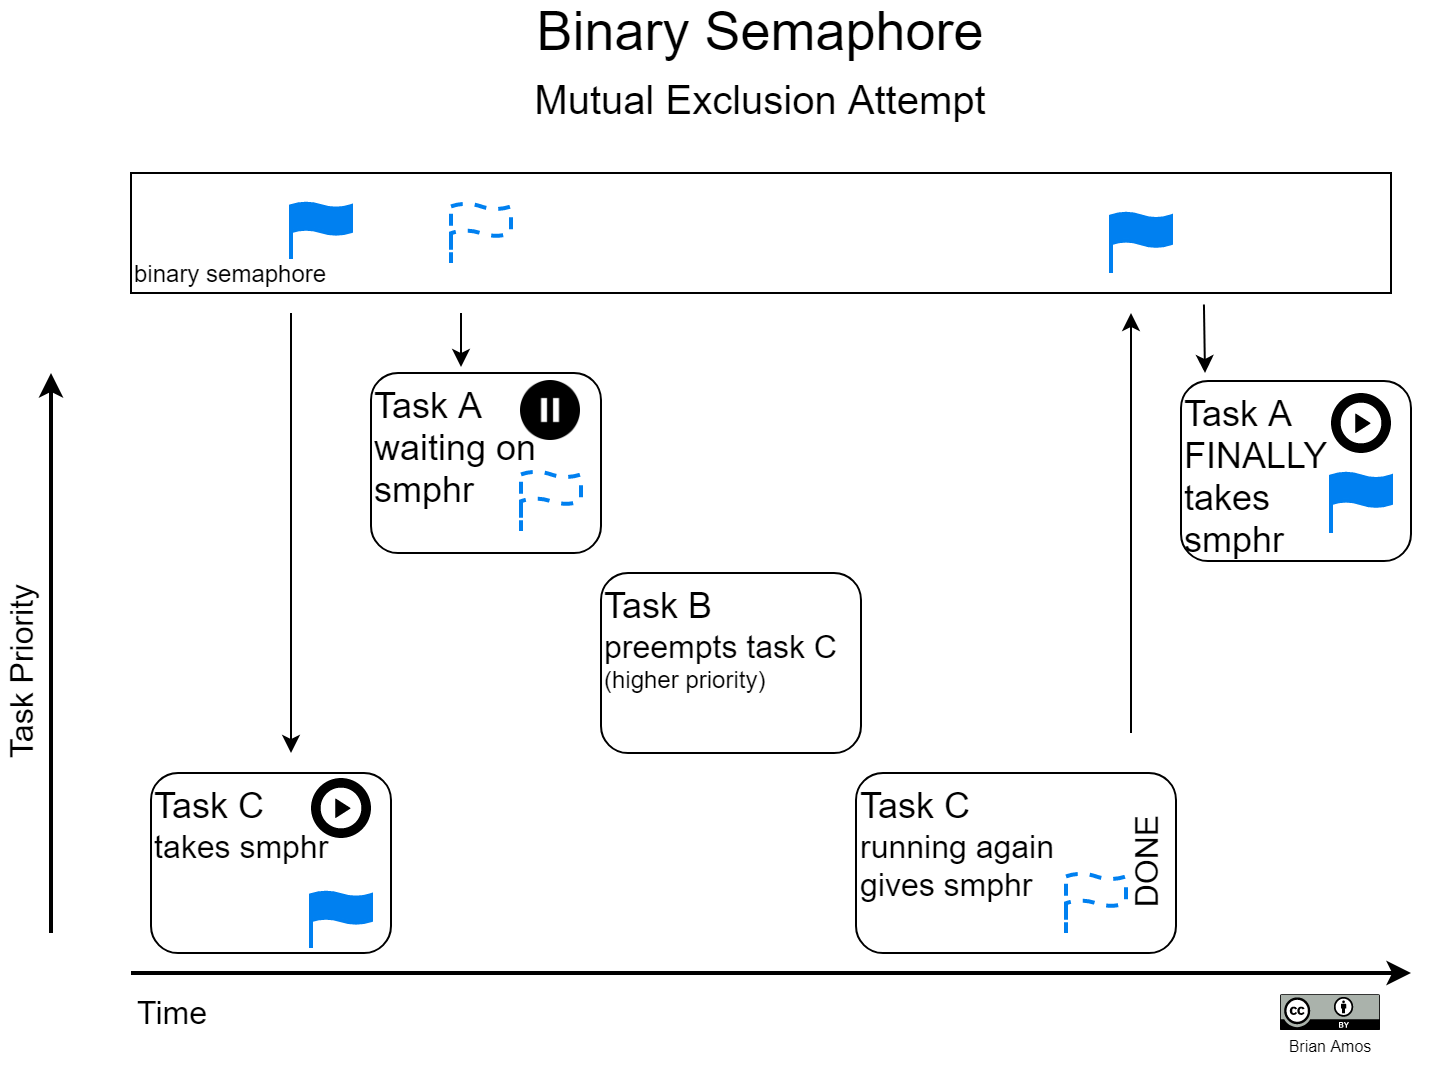 Binary Semaphore
Mutual Exclusion Attempt
binary semaphore
Task A
waiting on
smphr
Task A
FINALLY
takes
smphr
Task B
preempts task C
(higher priority)
Task Priority
Task C
takes smphr
Task C
running again
gives smphr
DONE
Time
cc
BY
Brian Amos